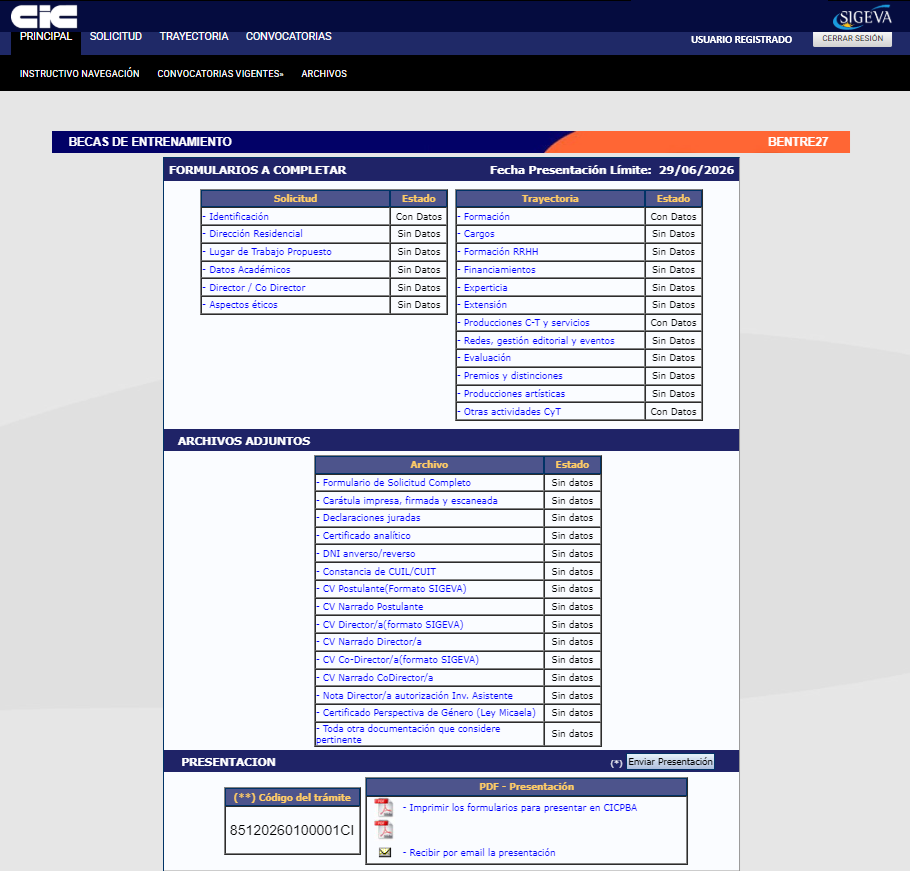 CIC
SIGEVA
PRINCIPAL SOLICITUD TRAYECTORIA CONVOCATORIAS
USUARIO REGISTRADO CERRAR SESIÓN
INSTRUCTIVO NAVEGACIÓN CONVOCATORIAS VIGENTES» ARCHIVOS
BECAS DE ENTRENAMIENTO BENTRE27
FORMULARIOS A COMPLETAR Fecha Presentación Límite: 29/06/2026
Solicitud Estado
- Identificación Con Datos
- Dirección Residencial Sin Datos
- Lugar de Trabajo Propuesto Sin Datos
- Datos Académicos Sin Datos
- Director / Co Director Sin Datos
- Aspectos éticos Sin Datos
Trayectoria Estado
- Formación Con Datos
- Cargos Sin Datos
- Formación RRHH Sin Datos
- Financiamientos Sin Datos
- Experticia Sin Datos
- Extensión Sin Datos
- Producciones C-T y servicios Con Datos
- Redes, gestión editorial y eventos Sin Datos
- Evaluación Sin Datos
- Premios y distinciones Sin Datos
- Producciones artísticas Sin Datos
- Otras actividades CyT Con Datos
ARCHIVOS ADJUNTOS
Archivo Estado
- Formulario de Solicitud Completo Sin datos
- Carátula impresa, firmada y escaneada Sin datos
- Declaraciones juradas Sin datos
- Certificado analítico Sin datos
- DNI anverso/reverso Sin datos
- Constancia de CUIL/CUIT Sin datos
- CV Postulante(Formato SIGEVA) Sin datos
- CV Narrado Postulante Sin datos
- CV Director/a(formato SIGEVA) Sin datos
- CV Narrado Director/a Sin datos
- CV Co-Director/a(formato SIGEVA) Sin datos
- CV Narrado CoDirector/a Sin datos
- Nota Director/a autorización Inv. Asistente Sin datos
- Certificado Perspectiva de Género (Ley Micaela) Sin datos
- Toda otra documentación que considere
pertinente Sin datos
PRESENTACION (*) Enviar Presentación
(**) Código del trámite
85120260100001CI
PDF - Presentación
- Imprimir los formularios para presentar en CICPBA
- Recibir por email la presentación